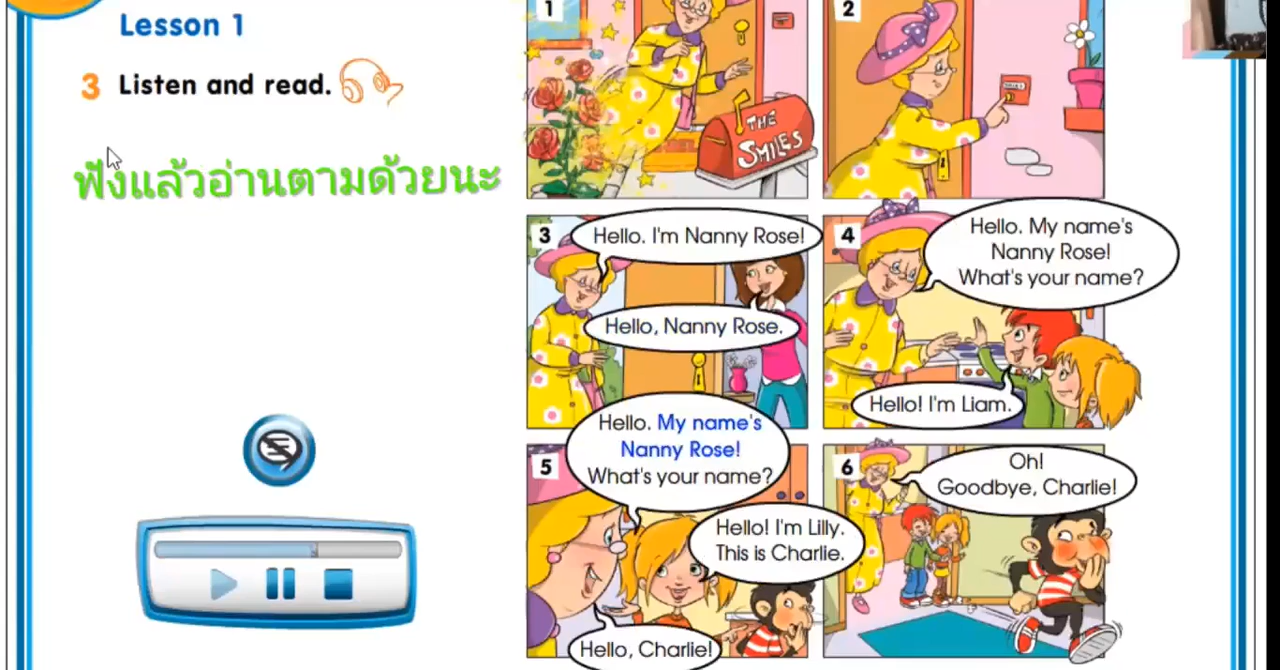 Lesson 1
3 Listen and read.
ฟังแล้วอ่านตามด้วยนะ
1
THE
SMILES
2
3
Hello. I'm Nanny Rose!
Hello, Nanny Rose.
4
Hello. My name's
Nanny Rose!
What's your name?
Hello! I'm Liam.
5
Hello. My name's
Nanny Rose!
What's your name?
Hello! I'm Lilly.
This is Charlie.
Hello, Charlie!
6
Oh!
Goodbye, Charlie!